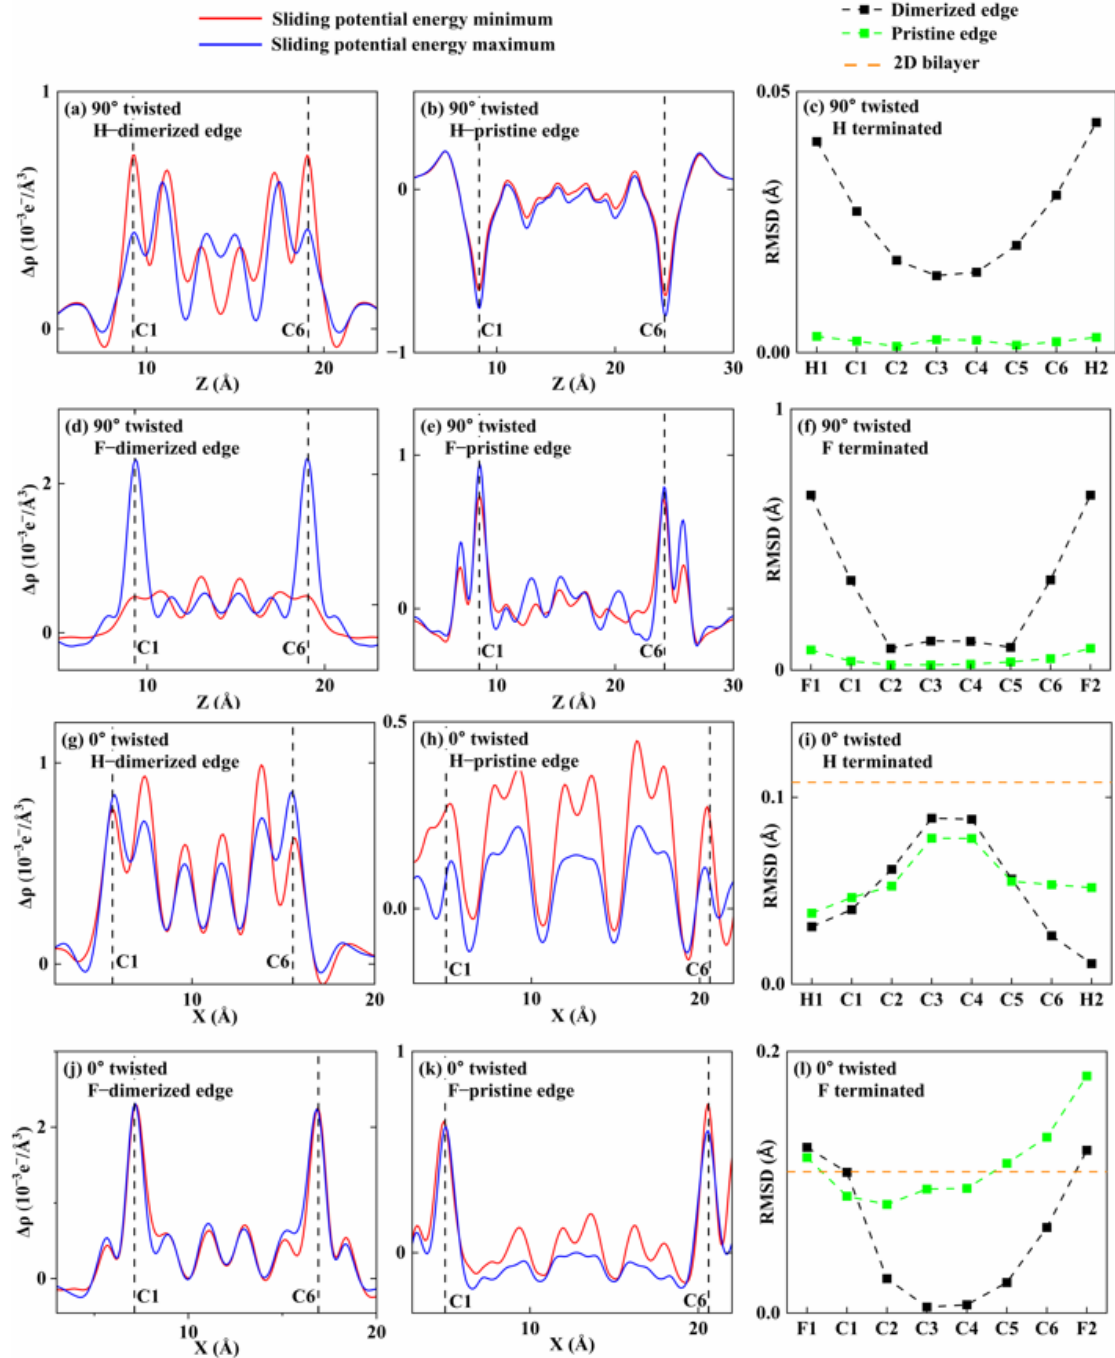 Sliding potential energy minimum
Sliding potential energy maximum
Dimerized edge
Pristine edge
2D bilayer
(a) 90° twisted
H−dimerized edge
1
0
Δρ (10⁻³e⁻/Å³)
C1
C6
10
20
Z (Å)
(b) 90° twisted
H−pristine edge
0
−1
C1
C6
10
20
30
Z (Å)
(c) 90° twisted
H terminated
0.05
0.00
RMSD (Å)
H1 C1 C2 C3 C4 C5 C6 H2
(d) 90° twisted
F−dimerized edge
2
0
Δρ (10⁻³e⁻/Å³)
C1
C6
10
20
Z (Å)
(e) 90° twisted
F−pristine edge
1
0
C1
C6
10
20
30
Z (Å)
(f) 90° twisted
F terminated
1
0
RMSD (Å)
F1 C1 C2 C3 C4 C5 C6 F2
(g) 0° twisted
H−dimerized edge
1
0
Δρ (10⁻³e⁻/Å³)
C1
C6
10
20
X (Å)
(h) 0° twisted
H−pristine edge
0.5
0.0
C1
C6
10
20
X (Å)
(i) 0° twisted
H terminated
0.1
0.0
RMSD (Å)
H1 C1 C2 C3 C4 C5 C6 H2
(j) 0° twisted
F−dimerized edge
2
0
Δρ (10⁻³e⁻/Å³)
C1
C6
10
20
X (Å)
(k) 0° twisted
F−pristine edge
1
0
C1
C6
10
20
X (Å)
(l) 0° twisted
F terminated
0.2
0.0
RMSD (Å)
F1 C1 C2 C3 C4 C5 C6 F2